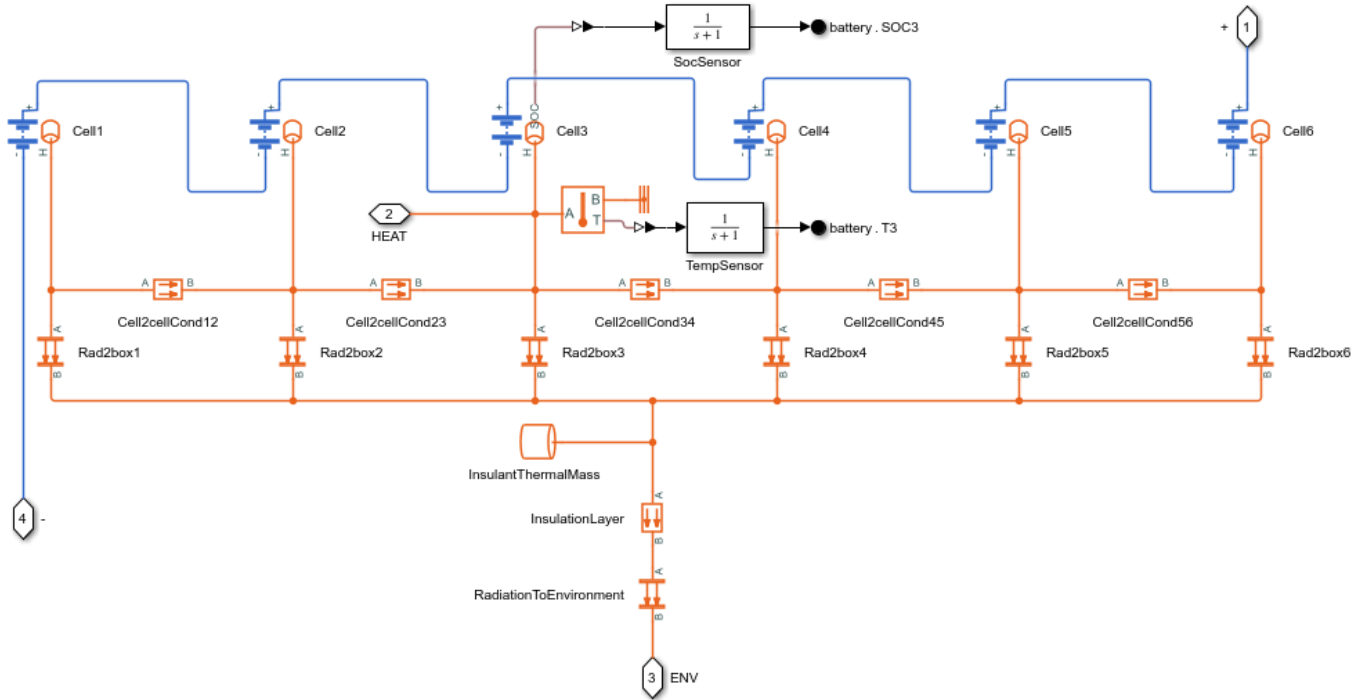 1
s+1
battery . SOC3
SocSensor
+
1
+
-
H
Cell1
+
-
H
Cell2
+
-
SOC
Cell3
+
-
H
Cell4
+
-
H
Cell5
+
-
H
Cell6
2
HEAT
A
B
T
1
s+1
battery . T3
TempSensor
A
B
Cell2cellCond12
A
B
Cell2cellCond23
A
B
Cell2cellCond34
A
B
Cell2cellCond45
A
B
Cell2cellCond56
A
B
Rad2box1
A
B
Rad2box2
A
B
Rad2box3
A
B
Rad2box4
A
B
Rad2box5
A
B
Rad2box6
InsulantThermalMass
4
-
A
InsulationLayer
B
A
RadiationToEnvironment
B
3
ENV